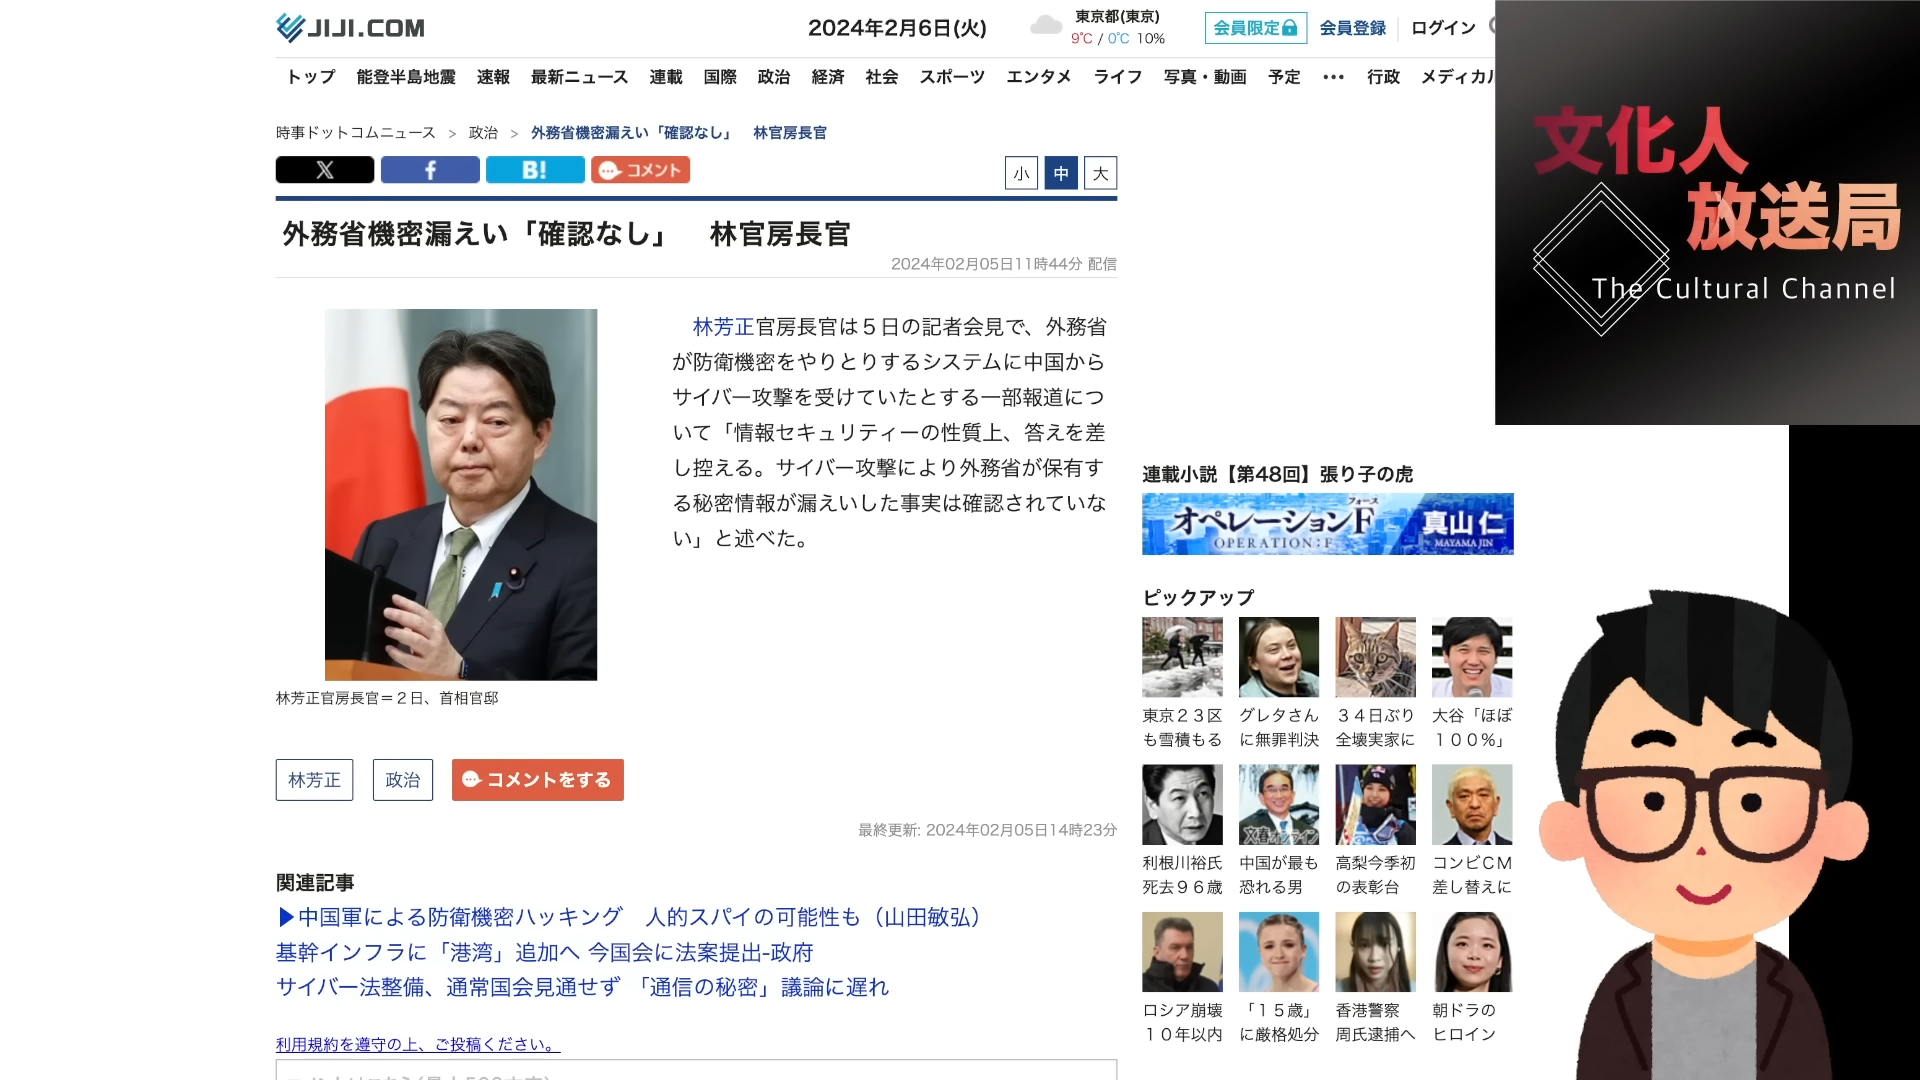 JIJI.COM
2024年2月6日(火)
東京都(東京)
9℃ / 0℃ 10%
会員限定
会員登録
ログイン
トップ 能登半島地震 速報 最新ニュース 連載 国際 政治 経済 社会 スポーツ エンタメ ライフ 写真・動画 予定 ••• 行政 メディカル
文化人
放送局
The Cultural Channel
時事ドットコムニュース > 政治 > 外務省機密漏えい「確認なし」　林官房長官
X f B! コメント
小 中 大
外務省機密漏えい「確認なし」　林官房長官
2024年02月05日11時44分 配信
林芳正官房長官は５日の記者会見で、外務省
が防衛機密をやりとりするシステムに中国から
サイバー攻撃を受けていたとする一部報道につ
いて「情報セキュリティーの性質上、答えを差
し控える。サイバー攻撃により外務省が保有す
る秘密情報が漏えいした事実は確認されていな
い」と述べた。
林芳正官房長官＝２日、首相官邸
林芳正 政治 コメントをする
最終更新: 2024年02月05日14時23分
関連記事
▶中国軍による防衛機密ハッキング　人的スパイの可能性も（山田敏弘）
基幹インフラに「港湾」追加へ 今国会に法案提出-政府
サイバー法整備、通常国会見通せず 「通信の秘密」議論に遅れ
利用規約を遵守の上、ご投稿ください。
連載小説【第48回】張り子の虎
フォース
オペレーションF
OPERATION:F
真山 仁
MAYAMA JIN
ピックアップ
東京２３区
も雪積もる
グレタさん
に無罪判決
３４日ぶり
全壊実家に
大谷「ほぼ
１００％」
文春オンライン
利根川裕氏
死去９６歳
中国が最も
恐れる男
高梨今季初
の表彰台
コンビＣＭ
差し替えに
ロシア崩壊
１０年以内
「１５歳」
に厳格処分
香港警察
周氏逮捕へ
朝ドラの
ヒロイン